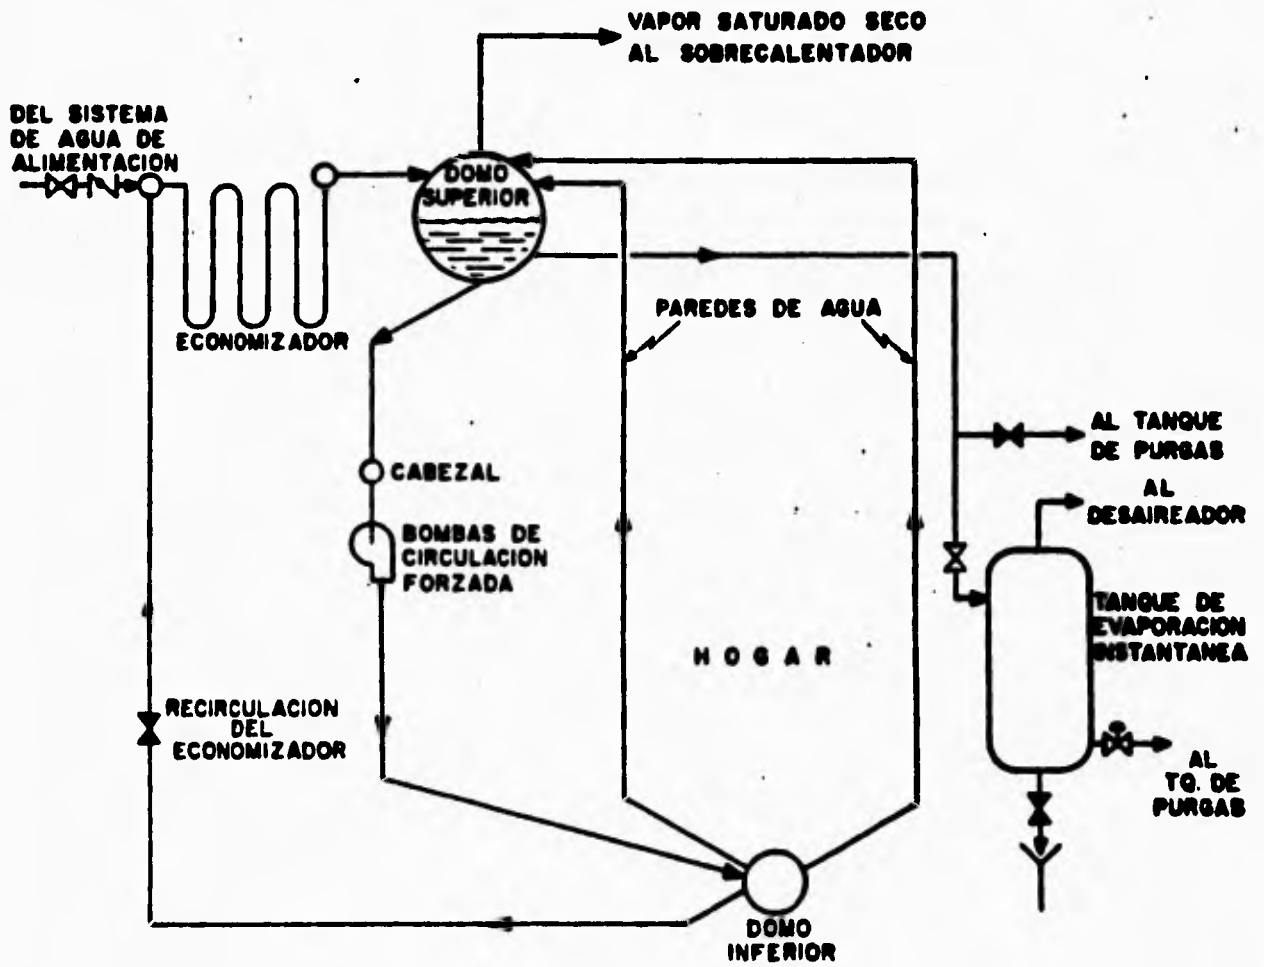 VAPOR SATURADO SECO
AL SOBRECALENTADOR
DEL SISTEMA
DE AGUA DE
ALIMENTACION
DOMO
SUPERIOR
ECONOMIZADOR
PAREDES DE AGUA
AL TANQUE
DE PURGAS
CABEZAL
AL
DESAIREADOR
BOMBAS DE
CIRCULACION
FORZADA
TANQUE DE
EVAPORACION
INSTANTANEA
HOGAR
RECIRCULACION
DEL
ECONOMIZADOR
AL
TQ. DE
PURGAS
DOMO
INFERIOR